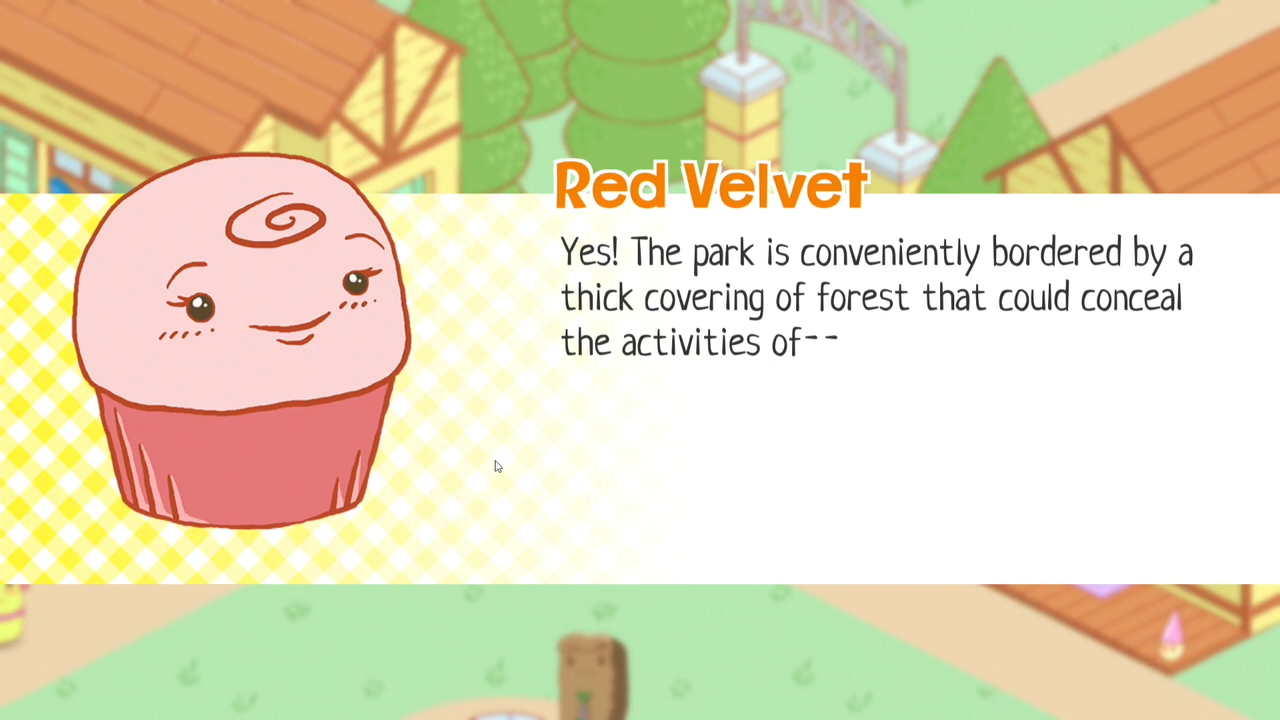 PARK
Red Velvet
Yes! The park is conveniently bordered by a
thick covering of forest that could conceal
the activities of--